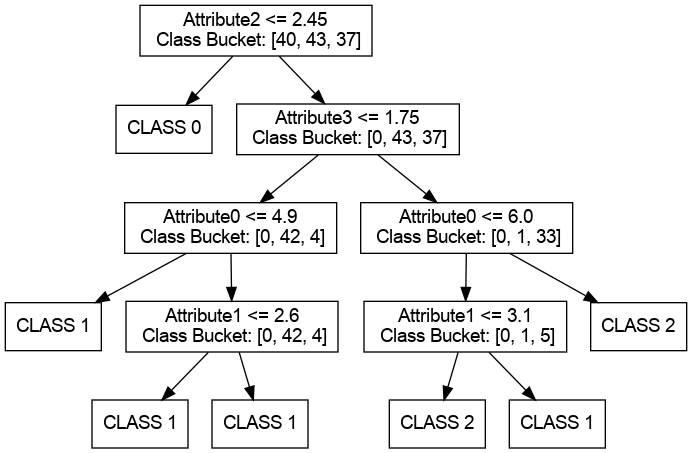 Attribute2 <= 2.45
Class Bucket: [40, 43, 37]
CLASS 0
Attribute3 <= 1.75
Class Bucket: [0, 43, 37]
Attribute0 <= 4.9
Class Bucket: [0, 42, 4]
Attribute0 <= 6.0
Class Bucket: [0, 1, 33]
CLASS 1
Attribute1 <= 2.6
Class Bucket: [0, 42, 4]
Attribute1 <= 3.1
Class Bucket: [0, 1, 5]
CLASS 2
CLASS 1
CLASS 1
CLASS 2
CLASS 1